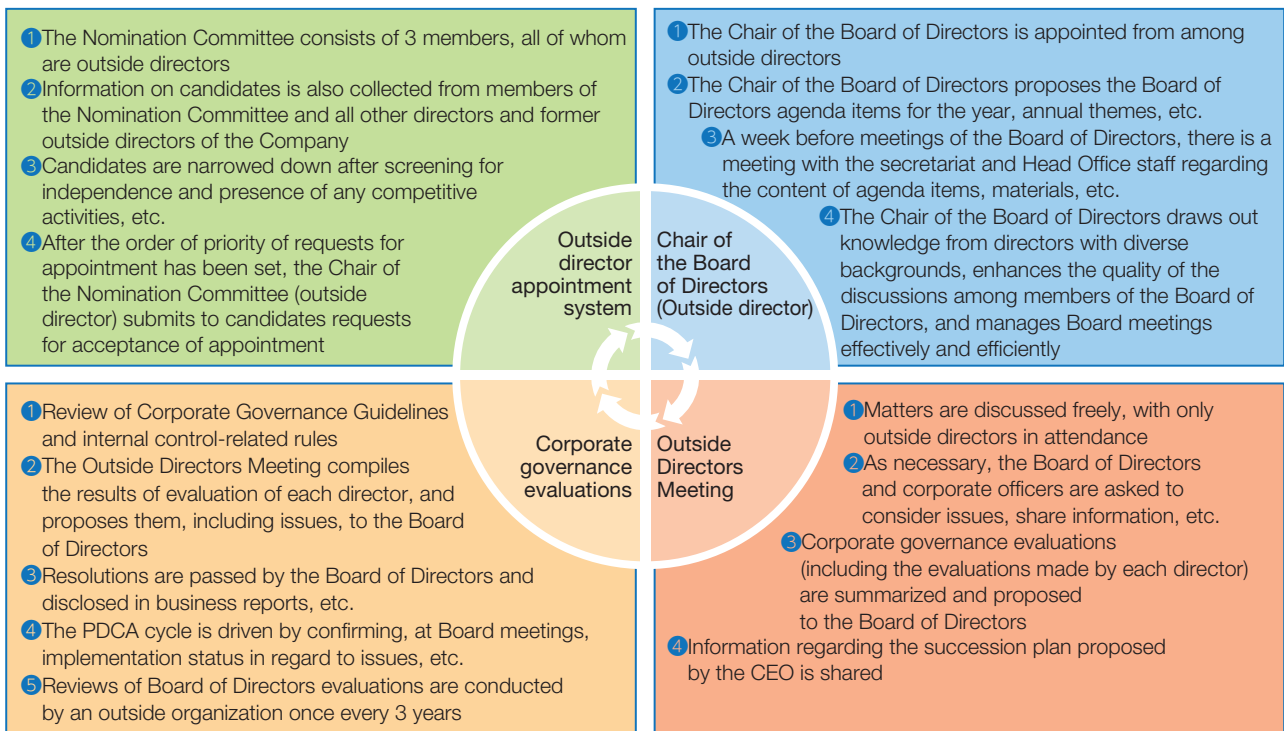 ❶The Nomination Committee consists of 3 members, all of whom
are outside directors
❷Information on candidates is also collected from members of
the Nomination Committee and all other directors and former
outside directors of the Company
❸Candidates are narrowed down after screening for
independence and presence of any competitive
activities, etc.
❹After the order of priority of requests for
appointment has been set, the Chair of
the Nomination Committee (outside
director) submits to candidates requests
for acceptance of appointment
Outside
director
appointment
system
❶The Chair of the Board of Directors is appointed from among
outside directors
❷The Chair of the Board of Directors proposes the Board of
Directors agenda items for the year, annual themes, etc.
❸A week before meetings of the Board of Directors, there is a
meeting with the secretariat and Head Office staff regarding
the content of agenda items, materials, etc.
❹The Chair of the Board of Directors draws out
knowledge from directors with diverse
backgrounds, enhances the quality of the
discussions among members of the Board of
Directors, and manages Board meetings
effectively and efficiently
Chair of
the Board
of Directors
(Outside director)
❶Review of Corporate Governance Guidelines
and internal control-related rules
❷The Outside Directors Meeting compiles
the results of evaluation of each director, and
proposes them, including issues, to the Board
of Directors
❸Resolutions are passed by the Board of Directors and
disclosed in business reports, etc.
❹The PDCA cycle is driven by confirming, at Board meetings,
implementation status in regard to issues, etc.
❺Reviews of Board of Directors evaluations are conducted
by an outside organization once every 3 years
Corporate
governance
evaluations
Outside
Directors
Meeting
❶Matters are discussed freely, with only
outside directors in attendance
❷As necessary, the Board of Directors
and corporate officers are asked to
consider issues, share information, etc.
❸Corporate governance evaluations
(including the evaluations made by each director)
are summarized and proposed
to the Board of Directors
❹Information regarding the succession plan proposed
by the CEO is shared